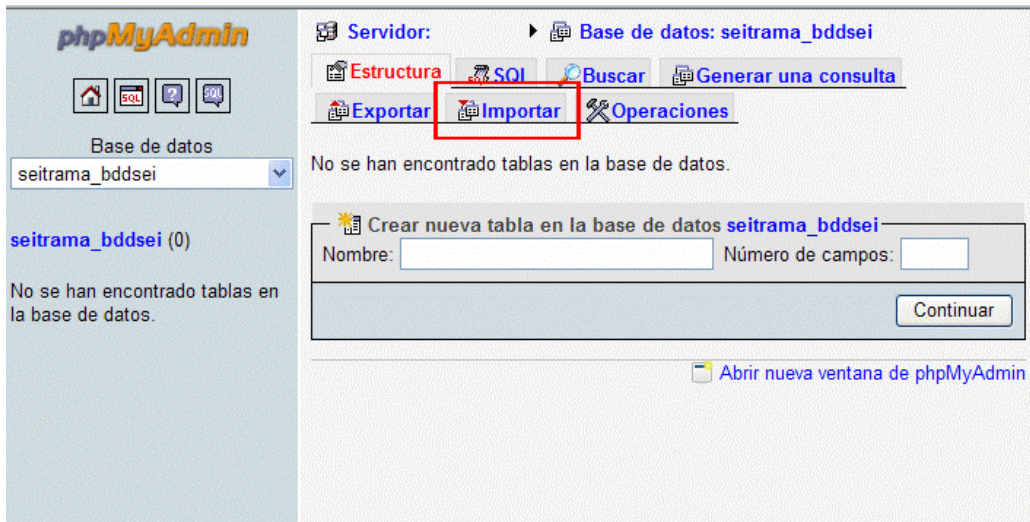 phpMyAdmin
SQL
SQL
Base de datos
seitrama_bddsei
seitrama_bddsei (0)
No se han encontrado tablas en
la base de datos.
Servidor: Base de datos: seitrama_bddsei
Estructura SQL Buscar Generar una consulta
Exportar Importar Operaciones
No se han encontrado tablas en la base de datos.
Crear nueva tabla en la base de datos seitrama_bddsei
Nombre: Número de campos:
Continuar
Abrir nueva ventana de phpMyAdmin